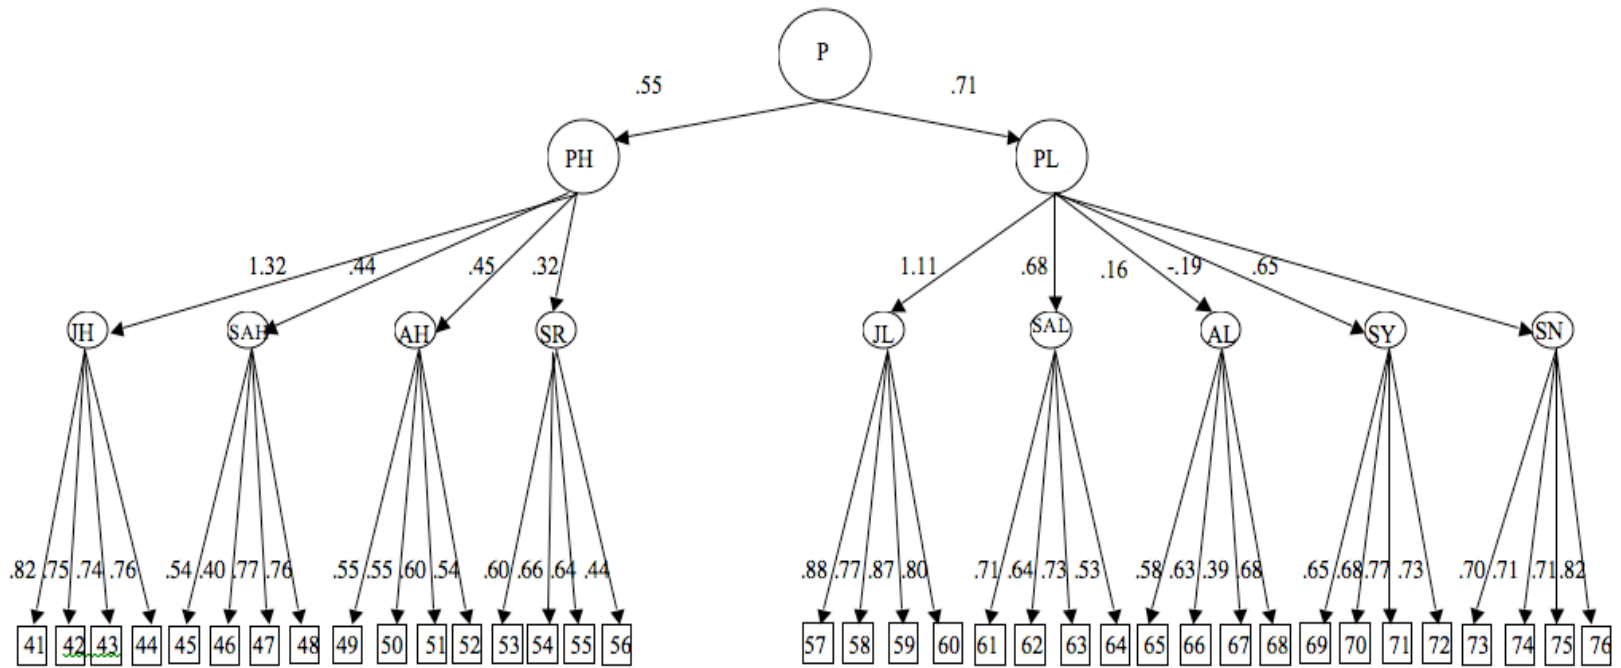 P
.55 .71
PH PL
1.32 .44 .45 .32 1.11 .68 .16 -.19 .65
JH SAH AH SR JL SAL AL SY SN
.82 .75 .74 .76 .54 .40 .77 .76 .55 .55 .60 .54 .60 .66 .64 .44 .88 .77 .87 .80 .71 .64 .73 .53 .58 .63 .39 .68 .65 .68 .77 .73 .70 .71 .71 .82
41 42 43 44 45 46 47 48 49 50 51 52 53 54 55 56 57 58 59 60 61 62 63 64 65 66 67 68 69 70 71 72 73 74 75 76